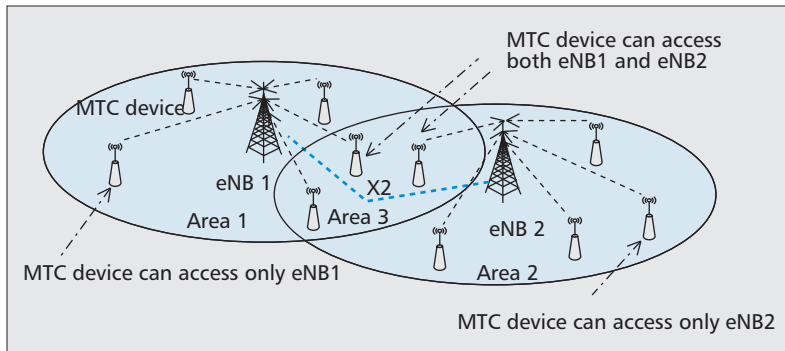 MTC device can access
both eNB1 and eNB2
MTC device
eNB 1
X2
Area 1
Area 3
eNB 2
MTC device can access only eNB1
Area 2
MTC device can access only eNB2